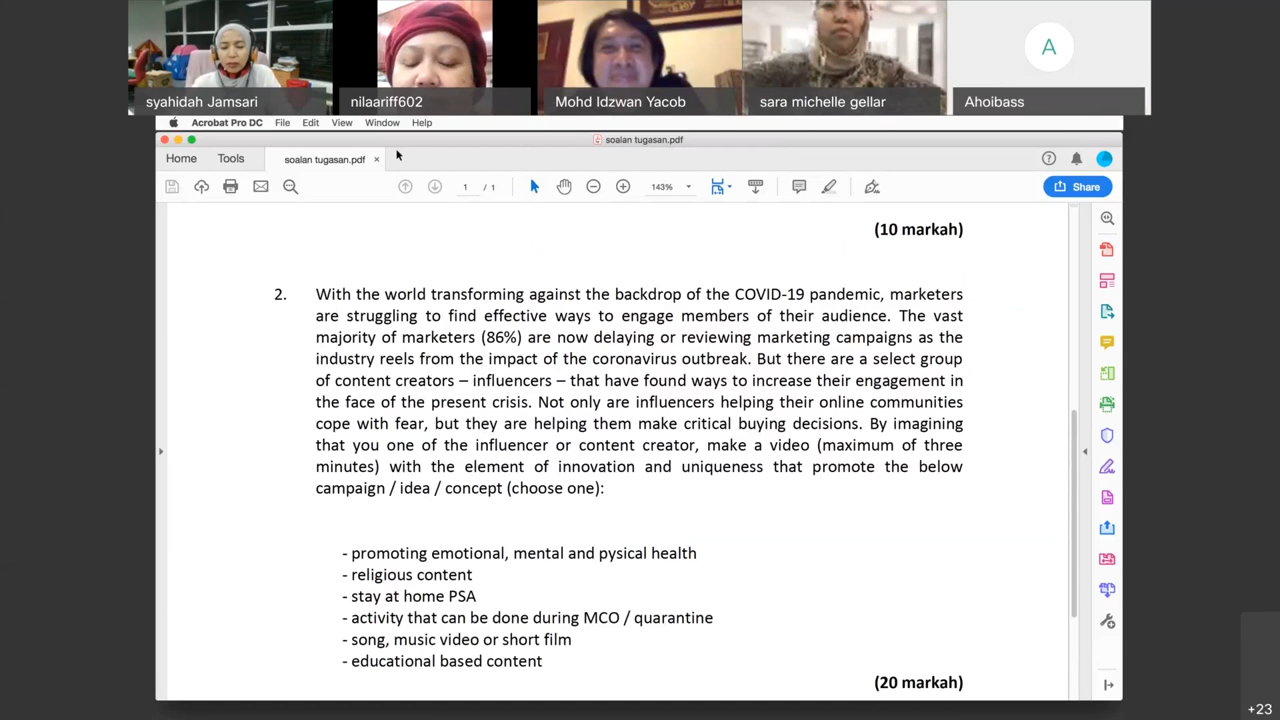 A
syahidah Jamsari
nilaariff602
Mohd Idzwan Yacob
sara michelle gellar
Ahoibass
Acrobat Pro DC File Edit View Window Help
soalan tugasan.pdf
Home Tools soalan tugasan.pdf ×
1 / 1 143% Share
(10 markah)
2. With the world transforming against the backdrop of the COVID-19 pandemic, marketers
are struggling to find effective ways to engage members of their audience. The vast
majority of marketers (86%) are now delaying or reviewing marketing campaigns as the
industry reels from the impact of the coronavirus outbreak. But there are a select group
of content creators – influencers – that have found ways to increase their engagement in
the face of the present crisis. Not only are influencers helping their online communities
cope with fear, but they are helping them make critical buying decisions. By imagining
that you one of the influencer or content creator, make a video (maximum of three
minutes) with the element of innovation and uniqueness that promote the below
campaign / idea / concept (choose one):
- promoting emotional, mental and pysical health
- religious content
- stay at home PSA
- activity that can be done during MCO / quarantine
- song, music video or short film
- educational based content
(20 markah)
+23